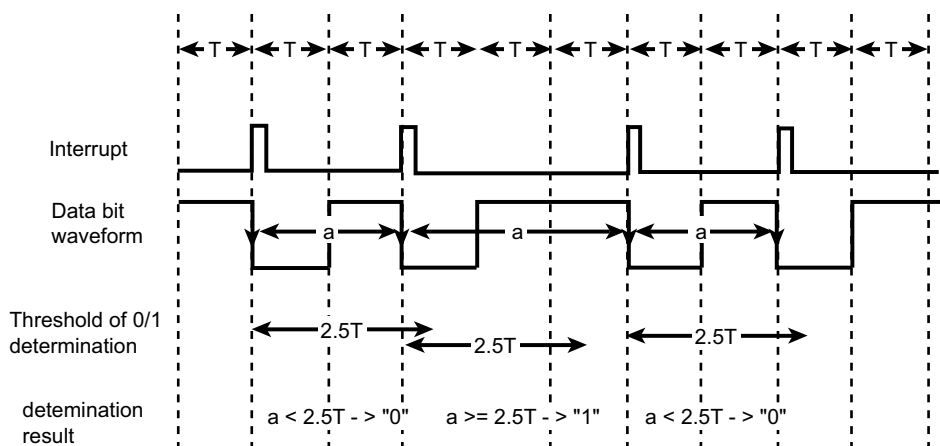 T T T T T T T T T T
Interrupt
Data bit
waveform
a a a
Threshold of 0/1
determination
2.5T 2.5T 2.5T
detemination
result
a < 2.5T - > "0" a >= 2.5T - > "1" a < 2.5T - > "0"